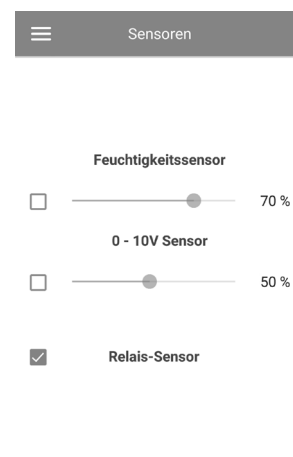 Sensoren
Feuchtigkeitssensor
70 %
0 - 10V Sensor
50 %
Relais-Sensor